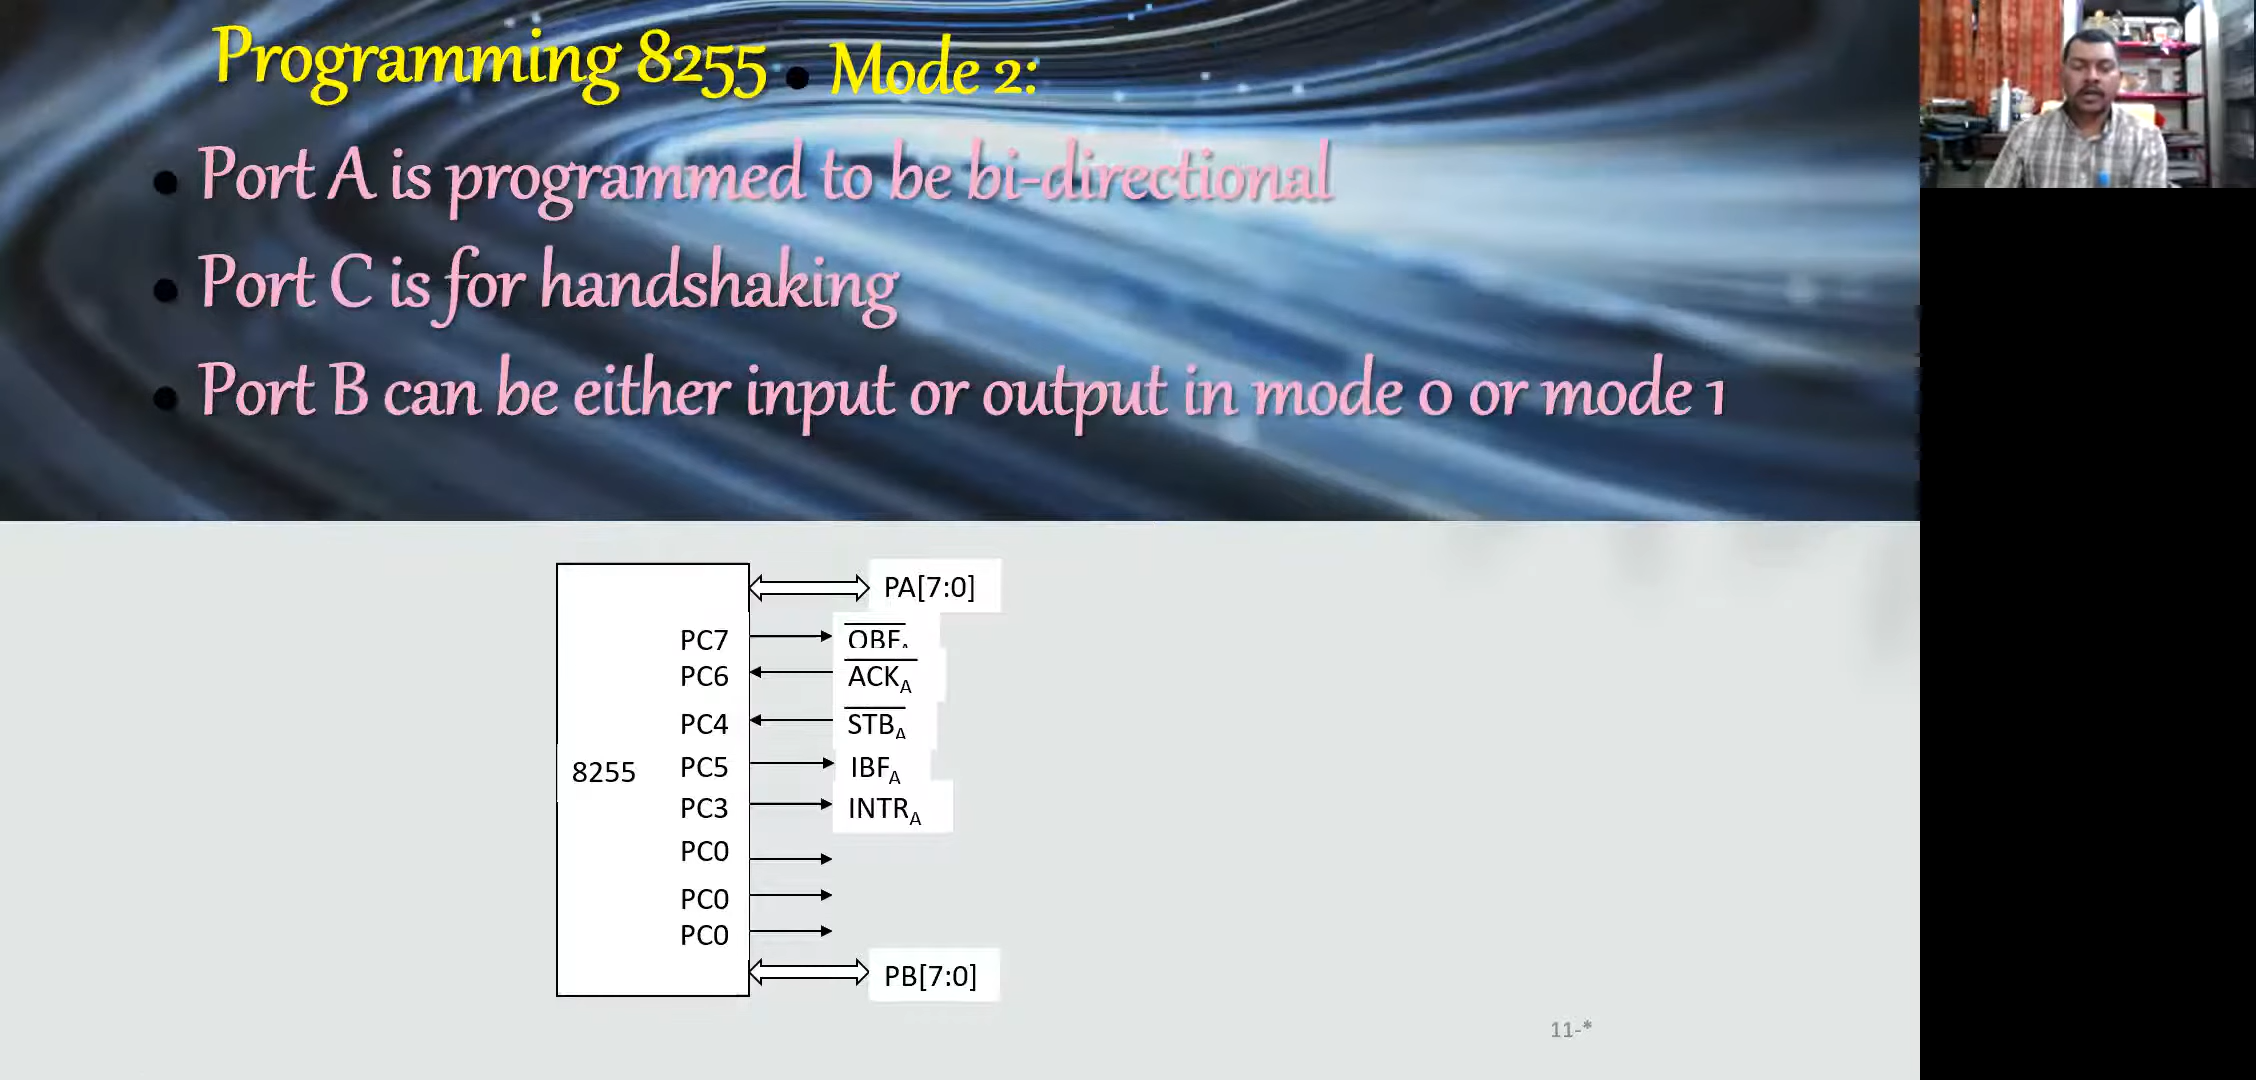 Programming 8255 • Mode 2:
• Port A is programmed to be bi-directional
• Port C is for handshaking
• Port B can be either input or output in mode 0 or mode 1
PA[7:0]
PC7 OBFA
PC6 ACKA
PC4 STBA
8255 PC5 IBFA
PC3 INTRA
PC0
PC0
PC0
PB[7:0]
11-*